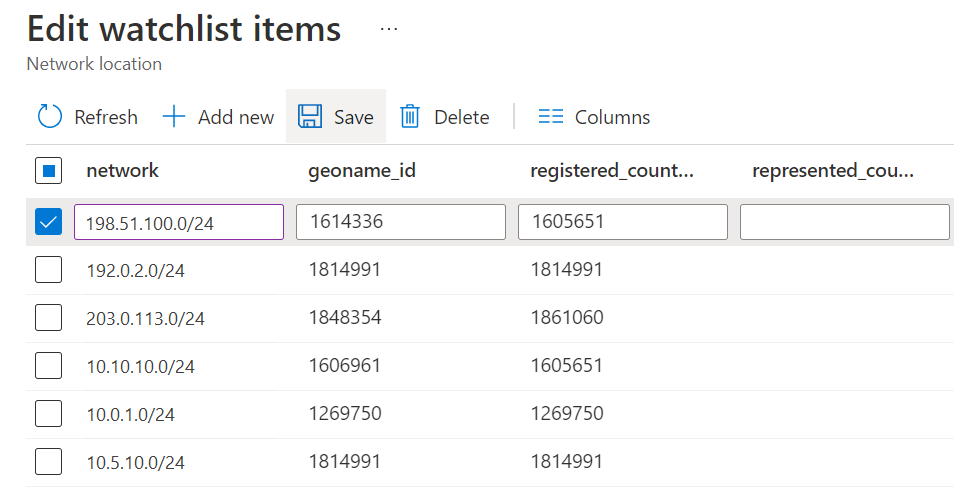 Edit watchlist items ...
Network location
Refresh Add new Save Delete Columns
network geoname_id registered_count... represented_cou...
198.51.100.0/24 1614336 1605651
192.0.2.0/24 1814991 1814991
203.0.113.0/24 1848354 1861060
10.10.10.0/24 1606961 1605651
10.0.1.0/24 1269750 1269750
10.5.10.0/24 1814991 1814991